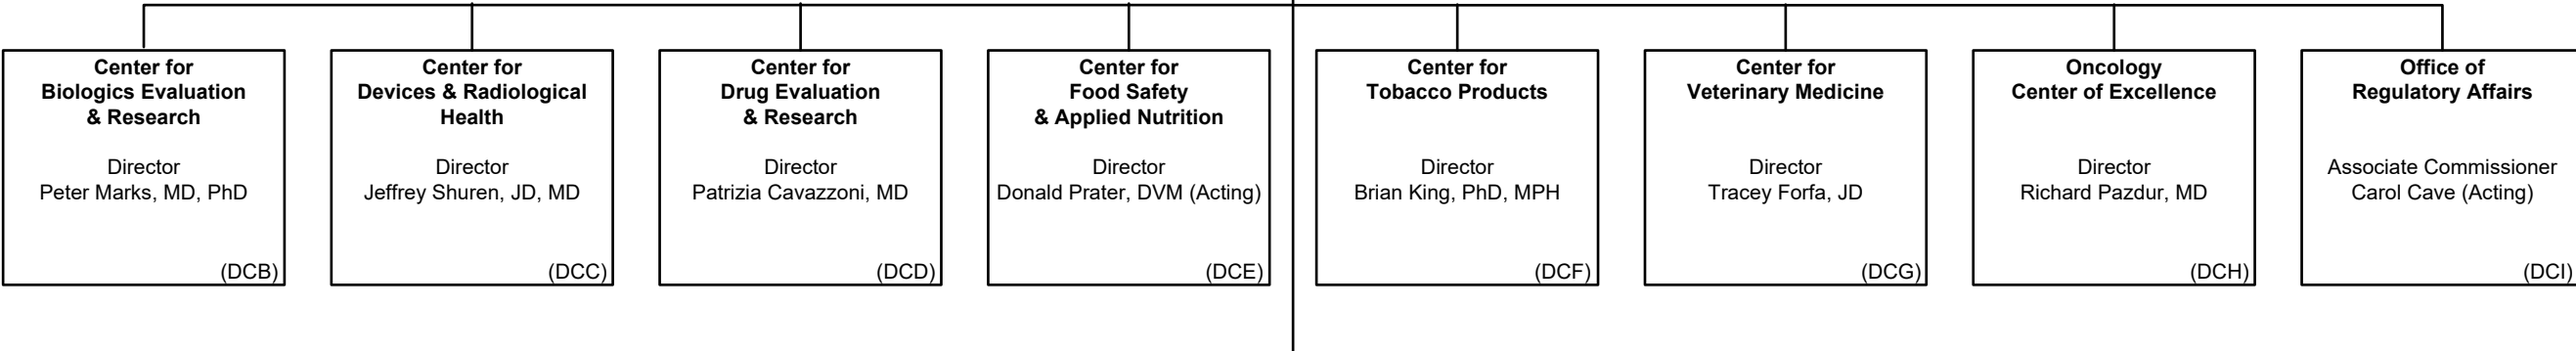 Center for
Biologics Evaluation
& Research
Director
Peter Marks, MD, PhD
(DCB)
Center for
Devices & Radiological
Health
Director
Jeffrey Shuren, JD, MD
(DCC)
Center for
Drug Evaluation
& Research
Director
Patrizia Cavazzoni, MD
(DCD)
Center for
Food Safety
& Applied Nutrition
Director
Donald Prater, DVM (Acting)
(DCE)
Center for
Tobacco Products
Director
Brian King, PhD, MPH
(DCF)
Center for
Veterinary Medicine
Director
Tracey Forfa, JD
(DCG)
Oncology
Center of Excellence
Director
Richard Pazdur, MD
(DCH)
Office of
Regulatory Affairs
Associate Commissioner
Carol Cave (Acting)
(DCI)